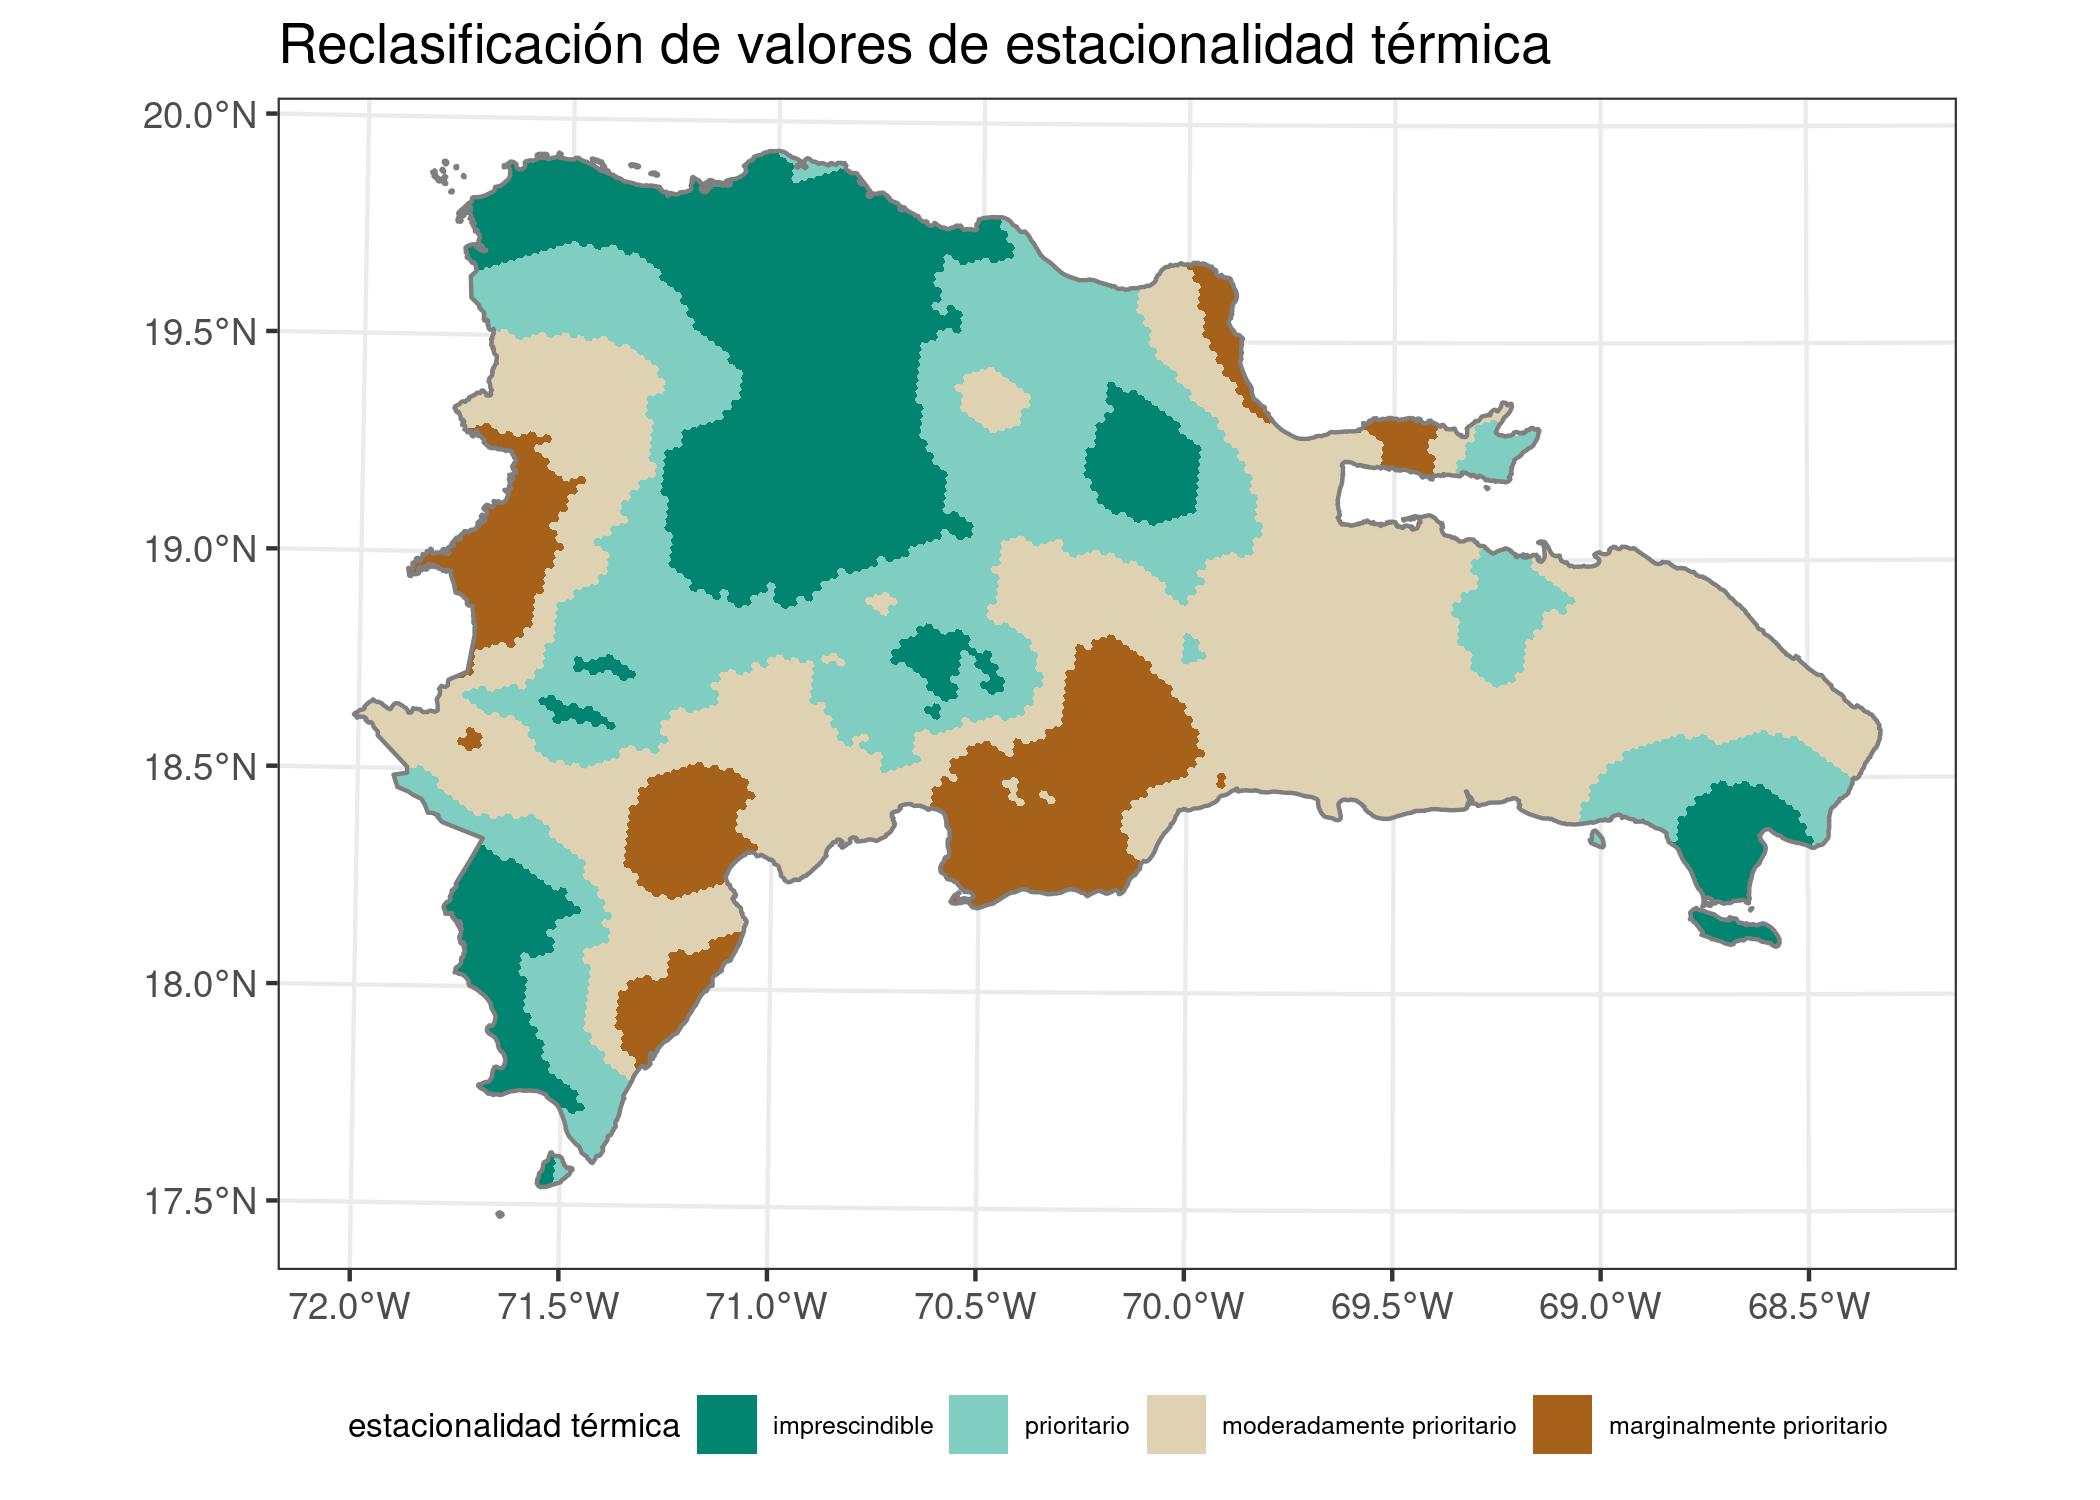 Reclasificación de valores de estacionalidad térmica
20.0°N
19.5°N
19.0°N
18.5°N
18.0°N
17.5°N
72.0°W 71.5°W 71.0°W 70.5°W 70.0°W 69.5°W 69.0°W 68.5°W
estacionalidad térmica imprescindible prioritario moderadamente prioritario marginalmente prioritario